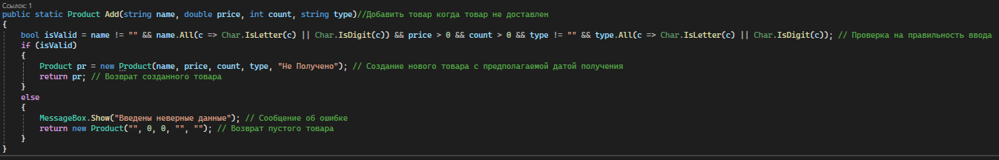 Ссылок: 1
public static Product Add(string name, double price, int count, string type)//Добавить товар когда товар не доставлен
{
    bool isValid = name != "" && name.All(c => Char.IsLetter(c) || Char.IsDigit(c)) && price > 0 && count > 0 && type != "" && type.All(c => Char.IsLetter(c) || Char.IsDigit(c)); // Проверка на правильность ввода
    if (isValid)
    {
        Product pr = new Product(name, price, count, type, "Не Получено"); // Создание нового товара с предполагаемой датой получения
        return pr; // Возврат созданного товара
    }
    else
    {
        MessageBox.Show("Введены неверные данные"); // Сообщение об ошибке
        return new Product("", 0, 0, "", ""); // Возврат пустого товара
    }
}